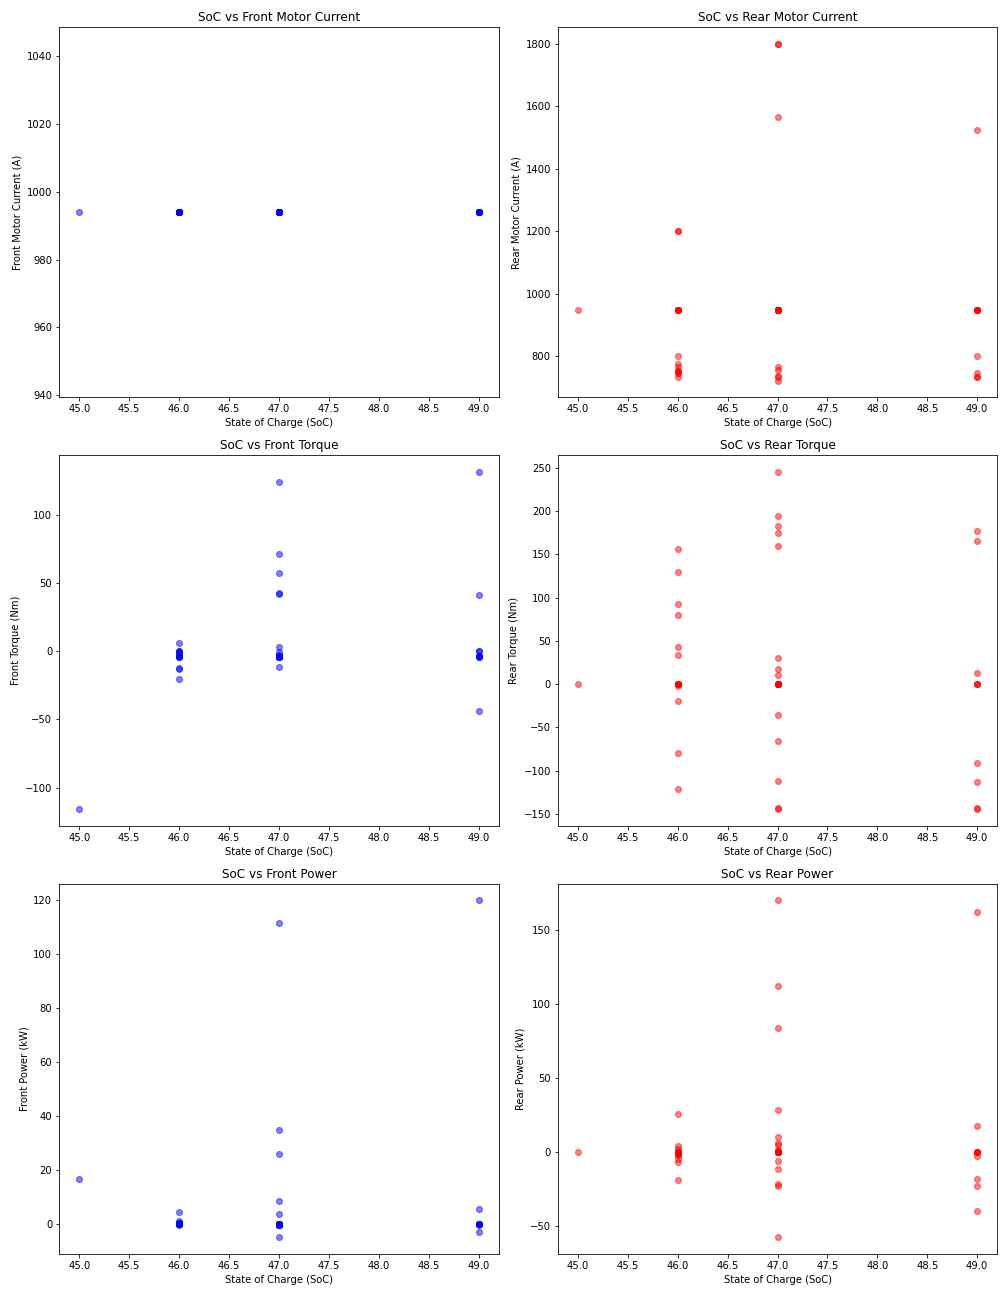 SoC vs Front Motor Current
Front Motor Current (A)
1040
1020
1000
980
960
940
45.0 45.5 46.0 46.5 47.0 47.5 48.0 48.5 49.0
State of Charge (SoC)
SoC vs Rear Motor Current
Rear Motor Current (A)
1800
1600
1400
1200
1000
800
45.0 45.5 46.0 46.5 47.0 47.5 48.0 48.5 49.0
State of Charge (SoC)
SoC vs Front Torque
Front Torque (Nm)
100
50
0
−50
−100
45.0 45.5 46.0 46.5 47.0 47.5 48.0 48.5 49.0
State of Charge (SoC)
SoC vs Rear Torque
Rear Torque (Nm)
250
200
150
100
50
0
−50
−100
−150
45.0 45.5 46.0 46.5 47.0 47.5 48.0 48.5 49.0
State of Charge (SoC)
SoC vs Front Power
Front Power (kW)
120
100
80
60
40
20
0
45.0 45.5 46.0 46.5 47.0 47.5 48.0 48.5 49.0
State of Charge (SoC)
SoC vs Rear Power
Rear Power (kW)
150
100
50
0
−50
45.0 45.5 46.0 46.5 47.0 47.5 48.0 48.5 49.0
State of Charge (SoC)